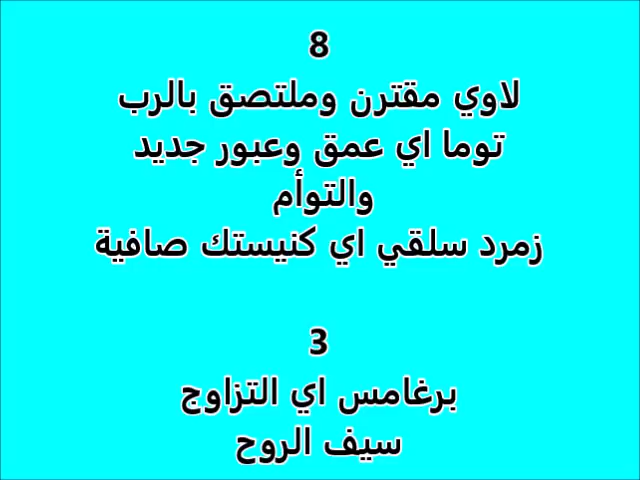 8
لاوي مقترن وملتصق بالرب
توما اي عمق وعبور جديد
والتوأم
زمرد سلقي اي كنيستك صافية
3
برغامس اي التزاوج
سيف الروح